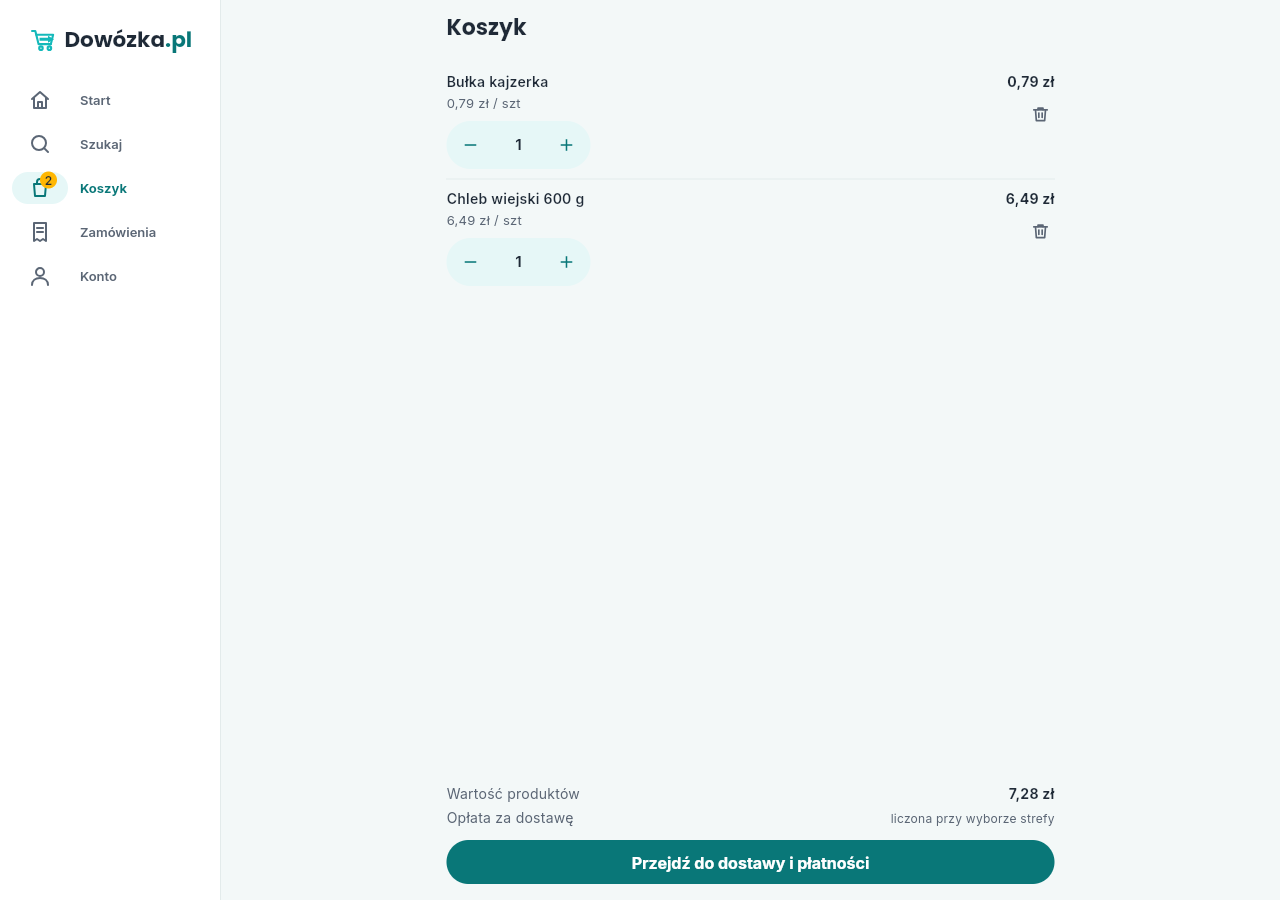 Dowózka.pl
Start
Szukaj
2
Koszyk
Zamówienia
Konto
Koszyk
Bułka kajzerka
0,79 zł
0,79 zł / szt
1
Chleb wiejski 600 g
6,49 zł
6,49 zł / szt
1
Wartość produktów
7,28 zł
Opłata za dostawę
liczona przy wyborze strefy
Przejdź do dostawy i płatności